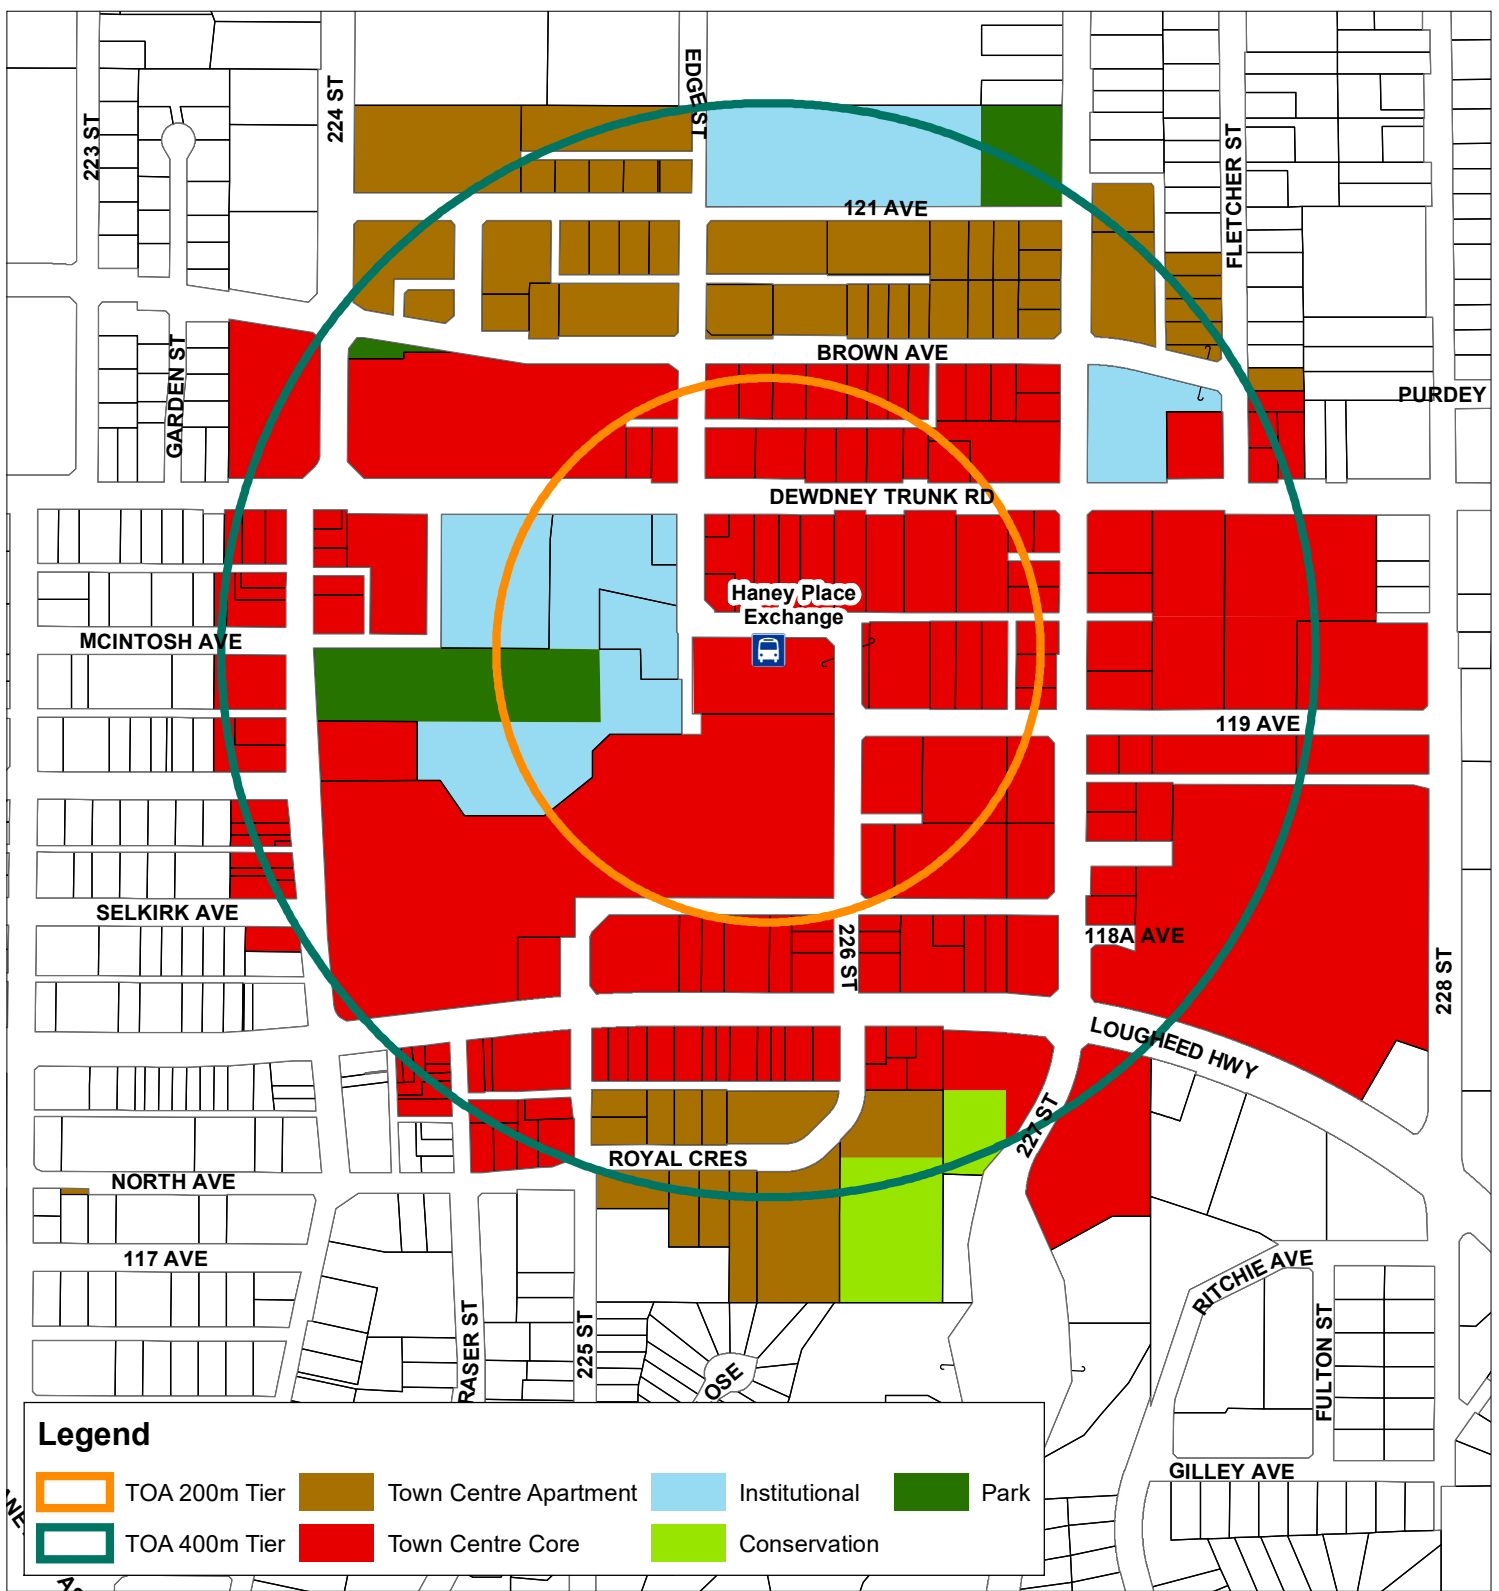 EDGE ST
224 ST
223 ST
FLETCHER ST
121 AVE
BROWN AVE
GARDEN ST
PURDEY
DEWDNEY TRUNK RD
Haney Place
Exchange
MCINTOSH AVE
119 AVE
SELKIRK AVE
118A AVE
226 ST
228 ST
LOUGHEED HWY
227 ST
ROYAL CRES
NORTH AVE
117 AVE
RITCHIE AVE
RASER ST
225 ST
FULTON ST
OSE
GILLEY AVE
Legend
TOA 200m Tier
Town Centre Apartment
Institutional
Park
TOA 400m Tier
Town Centre Core
Conservation